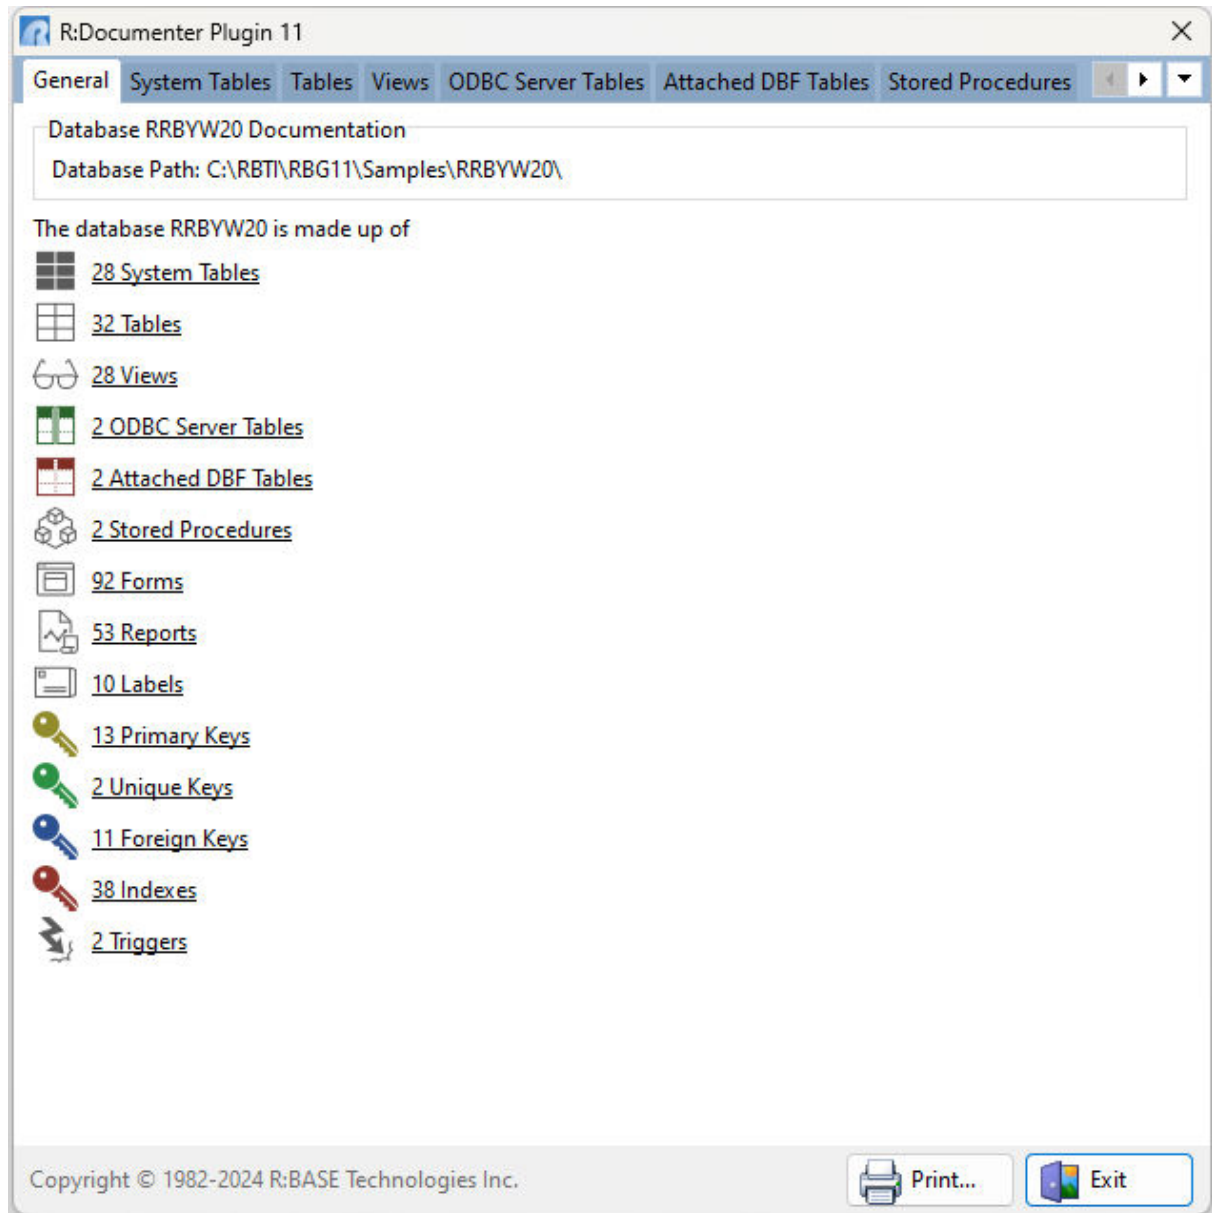 R:Documenter Plugin 11
General System Tables Tables Views ODBC Server Tables Attached DBF Tables Stored Procedures
Database RRBYW20 Documentation
Database Path: C:\RBTI\RBG11\Samples\RRBYW20\
The database RRBYW20 is made up of
28 System Tables
32 Tables
28 Views
2 ODBC Server Tables
2 Attached DBF Tables
2 Stored Procedures
92 Forms
53 Reports
10 Labels
13 Primary Keys
2 Unique Keys
11 Foreign Keys
38 Indexes
2 Triggers
Copyright © 1982-2024 R:BASE Technologies Inc. Print... Exit